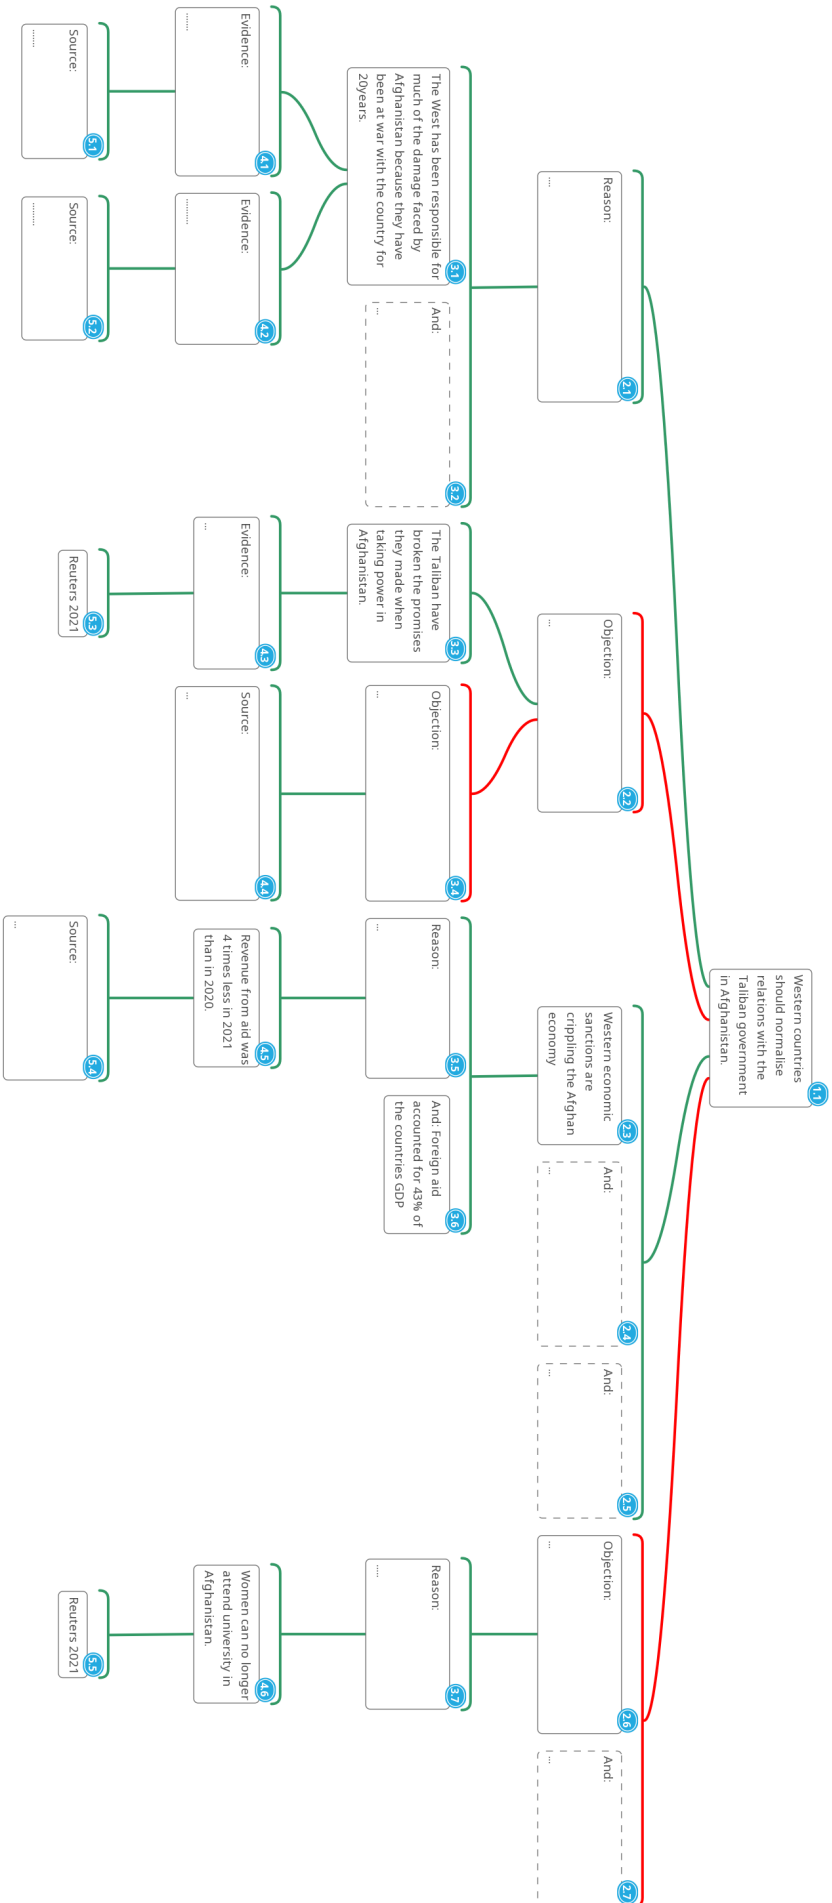 Western countries
should normalise
relations with the
Taliban government
in Afghanistan.
1.1
Reason:
....
2.1
Objection:
...
2.2
Western economic
sanctions are
crippling the Afghan
economy
2.3
And:
...
2.4
And:
...
2.5
Objection:
...
2.6
And:
...
2.7
The West has been responsible for
much of the damage faced by
Afghanistan because they have
been at war with the country for
20years.
3.1
And:
...
3.2
The Taliban have
broken the promises
they made when
taking power in
Afghanistan.
3.3
Objection:
...
3.4
Reason:
...
3.5
And: Foreign aid
accounted for 43% of
the countries GDP
3.6
Reason:
.....
3.7
Evidence:
.......
4.1
Evidence:
.........
4.2
Evidence:
...
4.3
Source:
...
4.4
Revenue from aid was
4 times less in 2021
than in 2020.
4.5
Women can no longer
attend university in
Afghanistan.
4.6
Source:
.......
5.1
Source:
.........
5.2
Reuters 2021
5.3
Source:
...
5.4
Reuters 2021
5.5